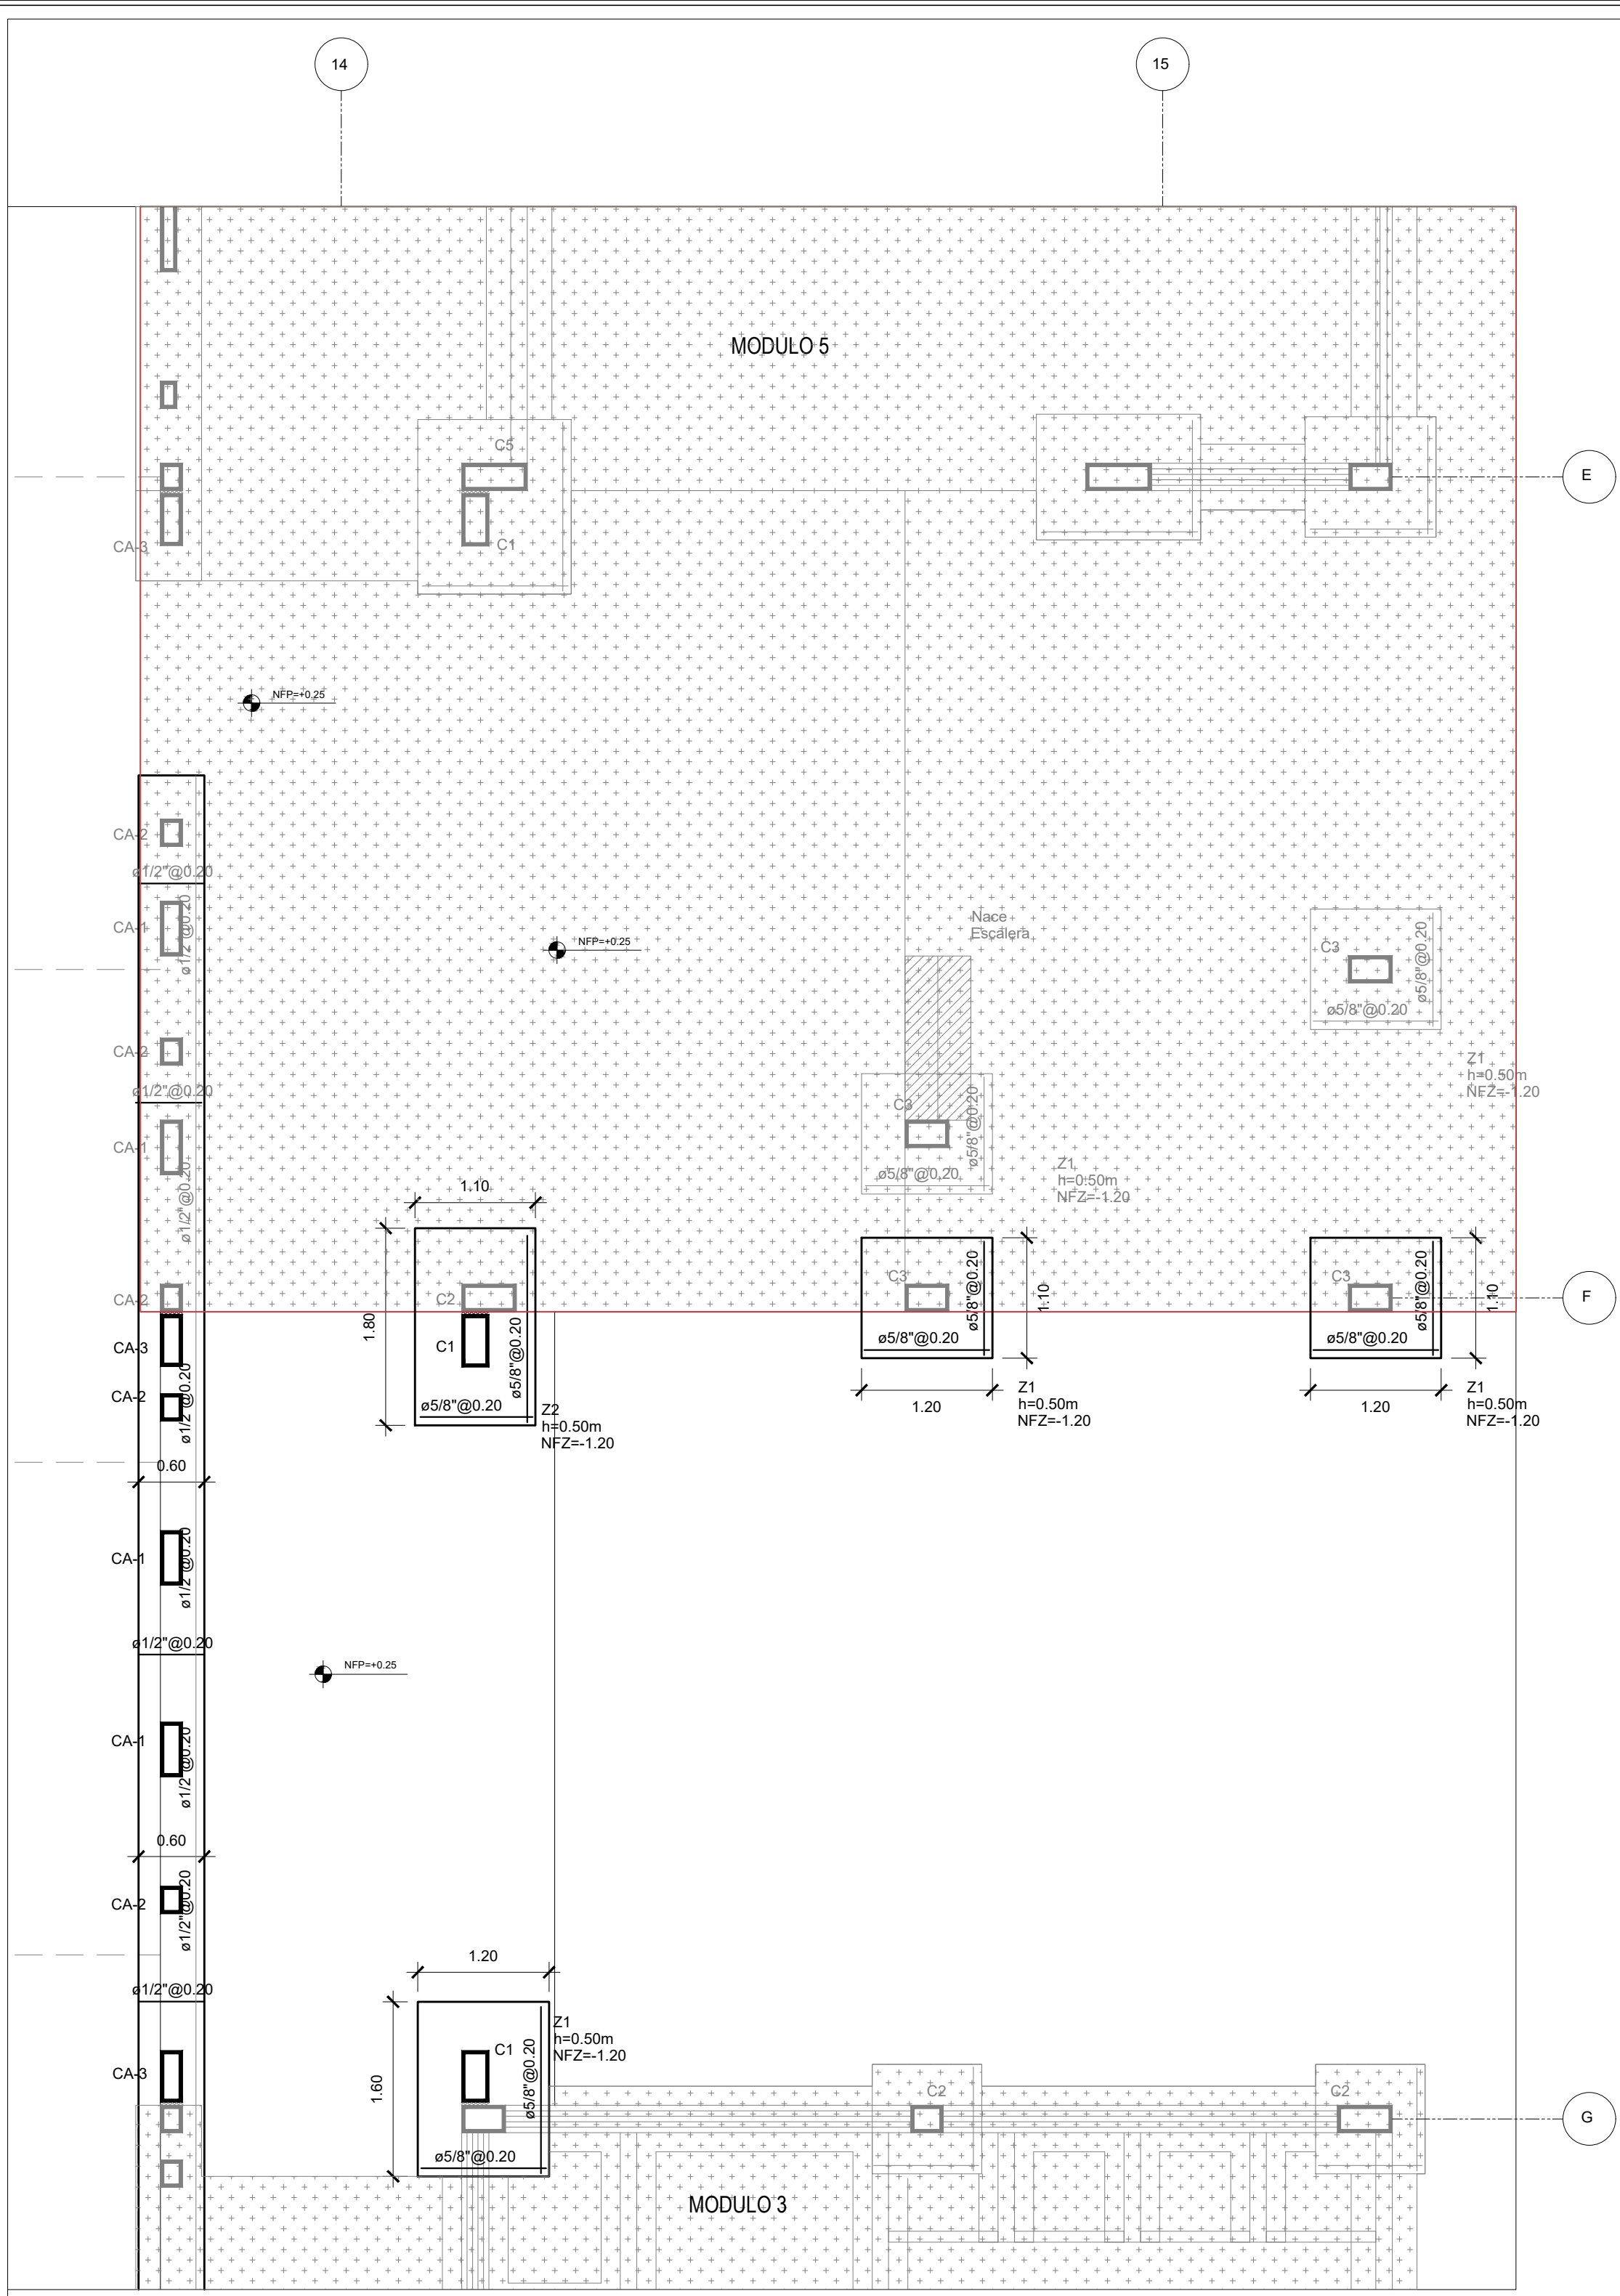 14
15
MODULO 5
C5
E
C1
CA-3
NFP=+0.25
CA-2
ø1/2"@0.20
ø1/2"@0.20
CA-1
Nace
Escalera
NFP=+0.25
C3
ø5/8"@0.20
ø5/8"@0.20
CA-2
ø1/2"@0.20
Z1
h=0.50m
NFZ=-1.20
C3
ø5/8"@0.20
ø5/8"@0.20
CA-1
ø1/2"@0.20
Z1
h=0.50m
NFZ=-1.20
1.10
CA-2
C2
C3
ø5/8"@0.20
1.10
C3
ø5/8"@0.20
1.10
F
1.80
CA-3
C1
ø5/8"@0.20
ø5/8"@0.20
ø5/8"@0.20
CA-2
ø1/2"@0.20
ø5/8"@0.20
Z2
h=0.50m
NFZ=-1.20
1.20
Z1
h=0.50m
NFZ=-1.20
1.20
Z1
h=0.50m
NFZ=-1.20
0.60
CA-1
ø1/2"@0.20
ø1/2"@0.20
NFP=+0.25
CA-1
ø1/2"@0.20
0.60
CA-2
ø1/2"@0.20
1.20
ø1/2"@0.20
Z1
h=0.50m
NFZ=-1.20
C1
ø5/8"@0.20
CA-3
1.60
C2
C2
G
ø5/8"@0.20
MODULO 3